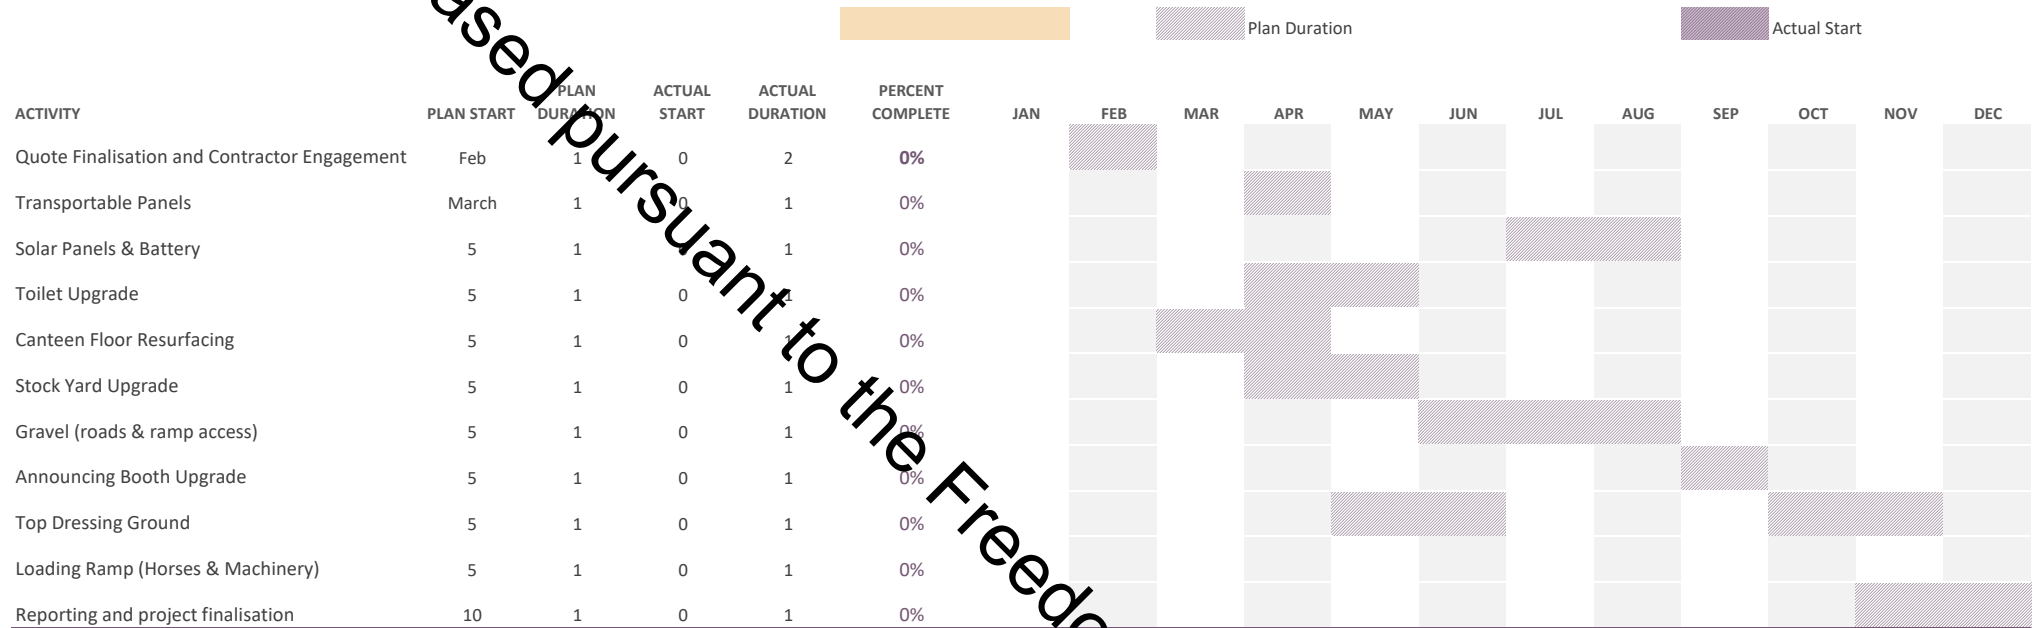 Plan Duration Actual Start
PLAN ACTUAL ACTUAL PERCENT
ACTIVITY PLAN START DURATION START DURATION COMPLETE JAN FEB MAR APR MAY JUN JUL AUG SEP OCT NOV DEC
Quote Finalisation and Contractor Engagement Feb 1 0 2 0%
Transportable Panels March 1 0 1 0%
Solar Panels & Battery 5 1 1 0%
Toilet Upgrade 5 1 0 1 0%
Canteen Floor Resurfacing 5 1 0 0%
Stock Yard Upgrade 5 1 0 1 0%
Gravel (roads & ramp access) 5 1 0 1 0%
Announcing Booth Upgrade 5 1 0 1 0%
Top Dressing Ground 5 1 0 1 0%
Loading Ramp (Horses & Machinery) 5 1 0 1 0%
Reporting and project finalisation 10 1 0 1 0%
ased pursuant to the Freedo